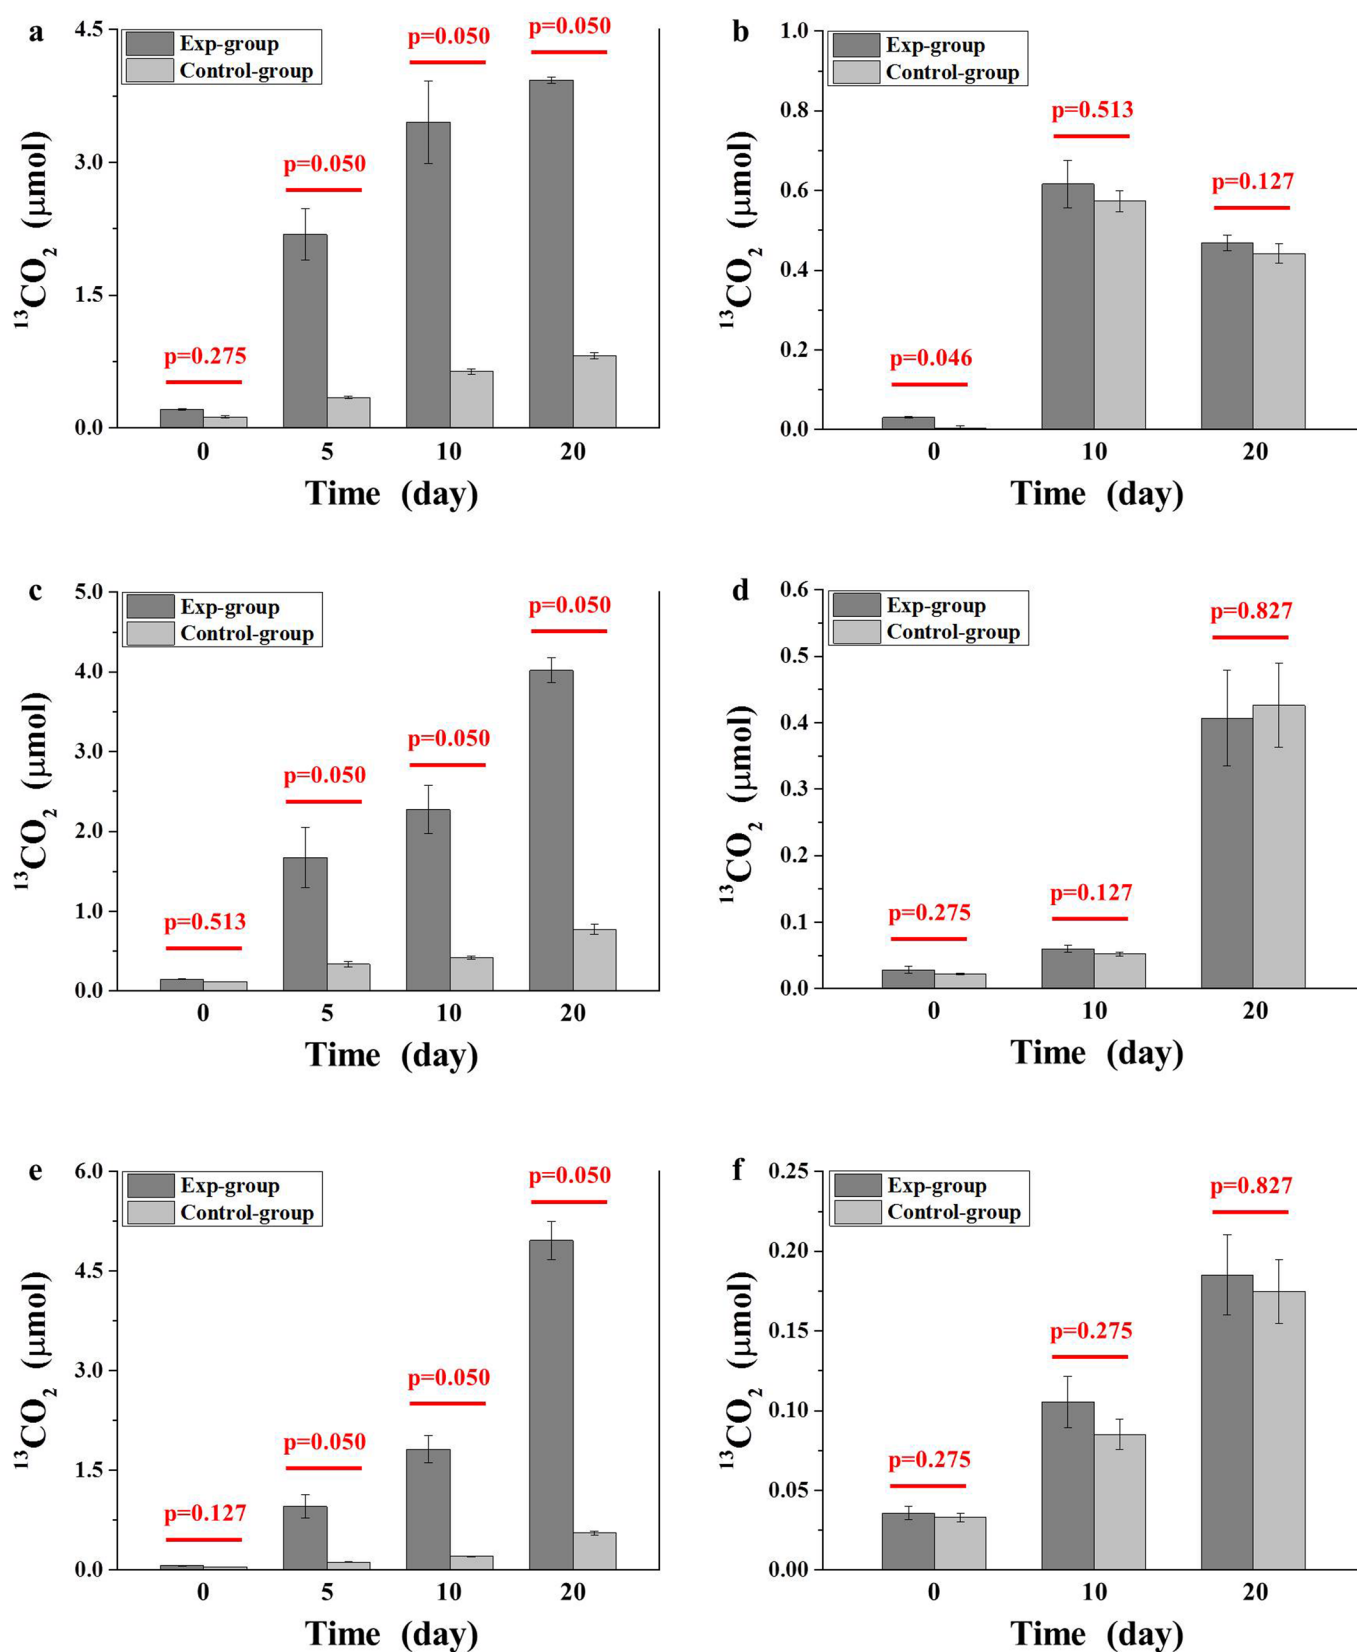 a
Exp-group
Control-group
p=0.275
p=0.050
p=0.050
p=0.050
4.5
3.0
1.5
0.0
¹³CO₂ (μmol)
0 5 10 20
Time (day)
b
Exp-group
Control-group
p=0.046
p=0.513
p=0.127
1.0
0.8
0.6
0.4
0.2
0.0
¹³CO₂ (μmol)
0 10 20
Time (day)
c
Exp-group
Control-group
p=0.513
p=0.050
p=0.050
p=0.050
5.0
4.0
3.0
2.0
1.0
0.0
¹³CO₂ (μmol)
0 5 10 20
Time (day)
d
Exp-group
Control-group
p=0.275
p=0.127
p=0.827
0.6
0.5
0.4
0.3
0.2
0.1
0.0
¹³CO₂ (μmol)
0 10 20
Time (day)
e
Exp-group
Control-group
p=0.127
p=0.050
p=0.050
p=0.050
6.0
4.5
3.0
1.5
0.0
¹³CO₂ (μmol)
0 5 10 20
Time (day)
f
Exp-group
Control-group
p=0.275
p=0.275
p=0.827
0.25
0.20
0.15
0.10
0.05
0.00
¹³CO₂ (μmol)
0 10 20
Time (day)